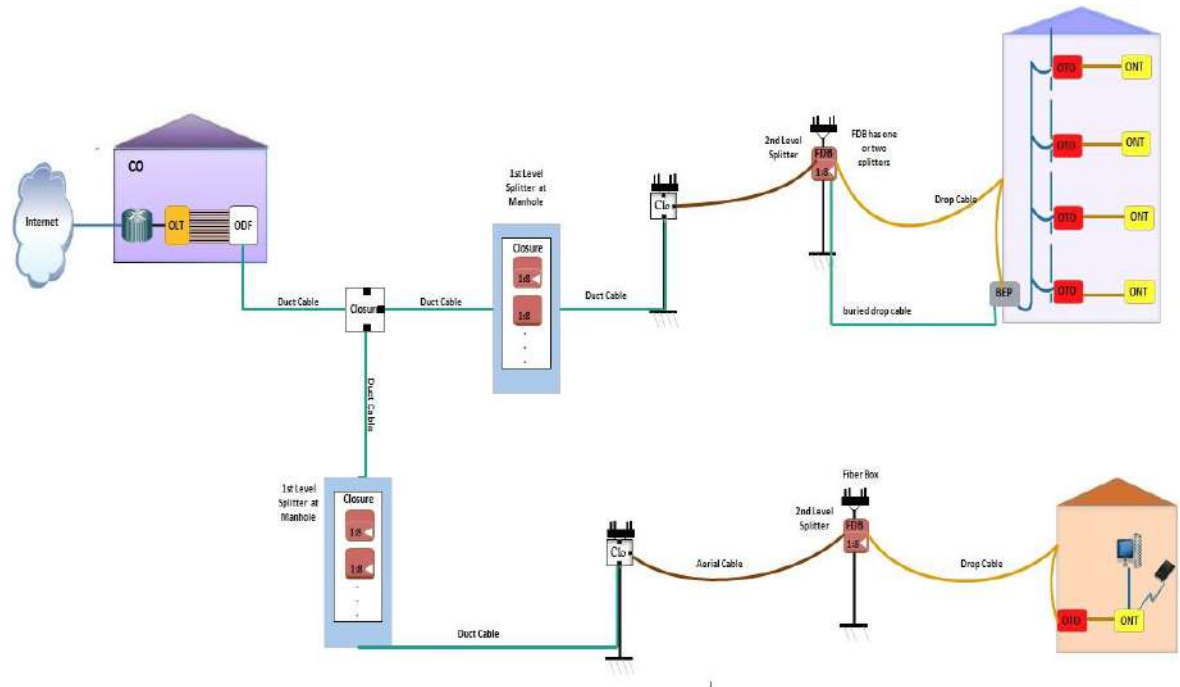 CO
Internet
OLT
ODF
Duct Cable
Closure
Duct Cable
Duct Cable
1st Level
Splitter at
Manhole
Closure
1:8
1:8
Duct Cable
Clo
2nd Level
Splitter
FDB
1:8
FDB has one
or two
splitters
Drop Cable
buried drop cable
BEP
OTO
ONT
OTO
ONT
OTO
ONT
OTO
ONT
1st Level
Splitter at
Manhole
Closure
1:8
1:8
Duct Cable
Clo
Aerial Cable
Fiber Box
2nd Level
Splitter
FDB
1:8
Drop Cable
OTO
ONT